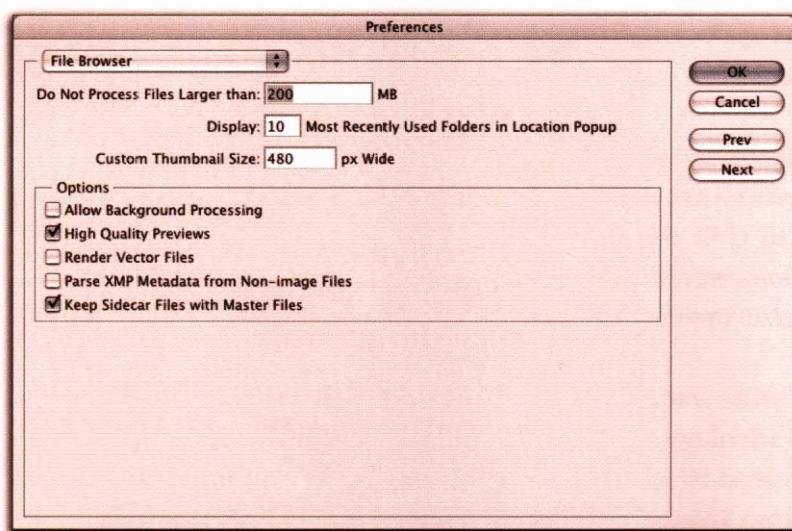 Preferences
File Browser
OK
Do Not Process Files Larger than: 200 MB
Cancel
Display: 10 Most Recently Used Folders in Location Popup
Prev
Custom Thumbnail Size: 480 px Wide
Next
Options
Allow Background Processing
High Quality Previews
Render Vector Files
Parse XMP Metadata from Non-image Files
Keep Sidecar Files with Master Files